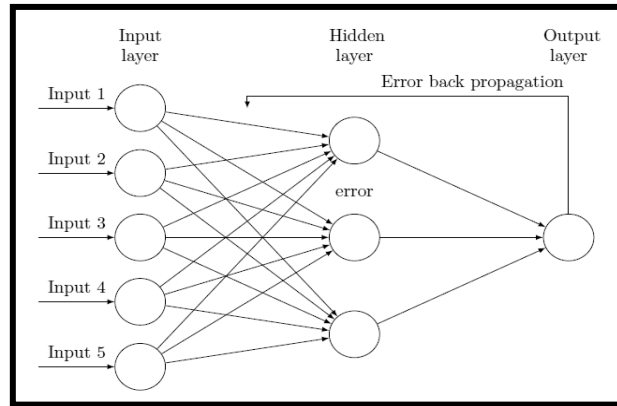 Input
layer
Hidden
layer
Output
layer
Error back propagation
Input 1
Input 2
error
Input 3
Input 4
Input 5